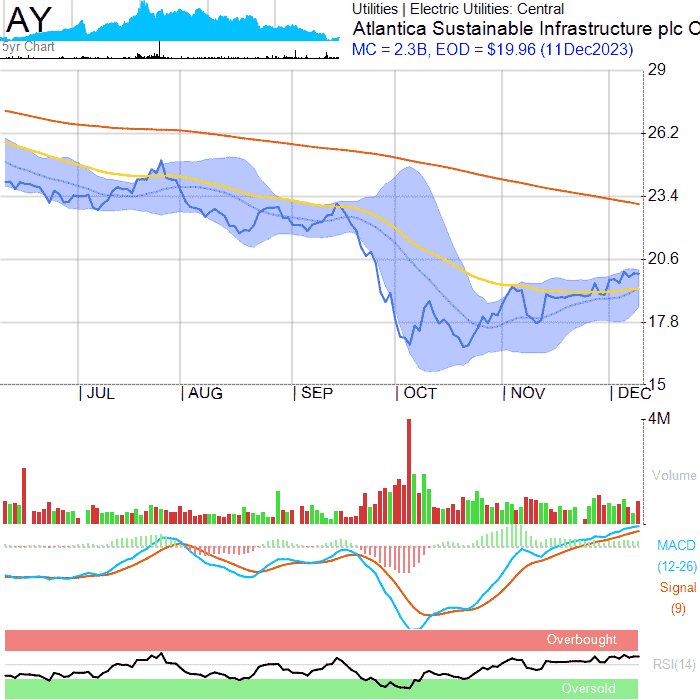 AY
5yr Chart
Utilities | Electric Utilities: Central
Atlantica Sustainable Infrastructure plc O
MC = 2.3B, EOD = $19.96 (11Dec2023)
29
26.2
23.4
20.6
17.8
15
JUL AUG SEP OCT NOV DEC
4M
Volume
MACD
(12-26)
Signal
(9)
Overbought
RSI(14)
Oversold